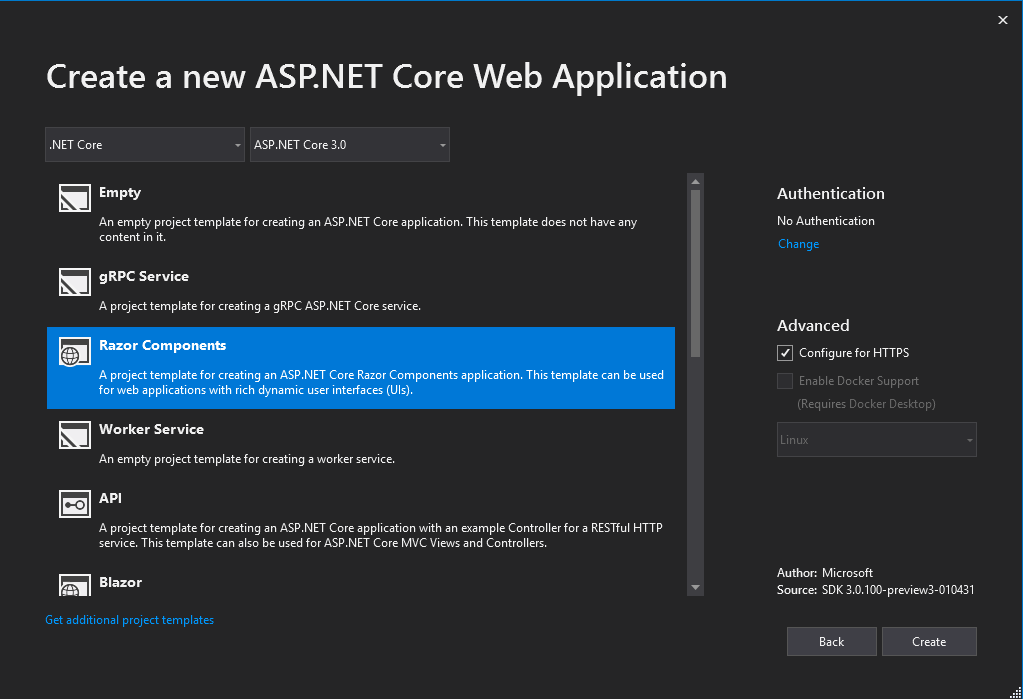 Create a new ASP.NET Core Web Application
.NET Core
ASP.NET Core 3.0
Empty
An empty project template for creating an ASP.NET Core application. This template does not have any
content in it.
gRPC Service
A project template for creating a gRPC ASP.NET Core service.
Razor Components
A project template for creating an ASP.NET Core Razor Components application. This template can be used
for web applications with rich dynamic user interfaces (UIs).
Worker Service
An empty project template for creating a worker service.
API
A project template for creating an ASP.NET Core application with an example Controller for a RESTful HTTP
service. This template can also be used for ASP.NET Core MVC Views and Controllers.
Blazor
Get additional project templates
Authentication
No Authentication
Change
Advanced
Configure for HTTPS
Enable Docker Support
(Requires Docker Desktop)
Linux
Author: Microsoft
Source: SDK 3.0.100-preview3-010431
Back
Create